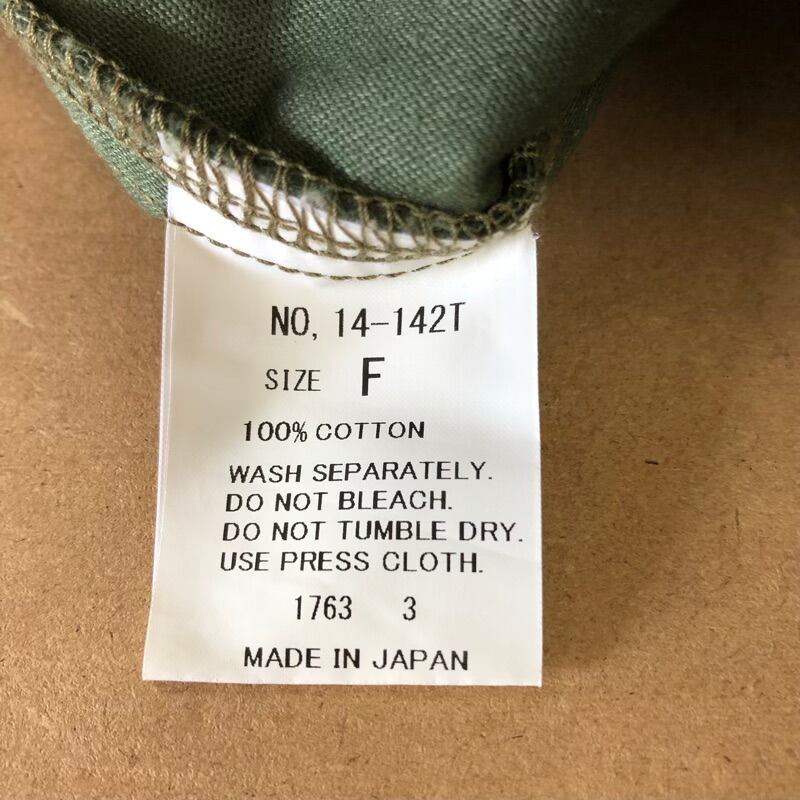 NO, 14-142T
SIZE F
100% COTTON
WASH SEPARATELY.
DO NOT BLEACH.
DO NOT TUMBLE DRY.
USE PRESS CLOTH.
1763 3
MADE IN JAPAN